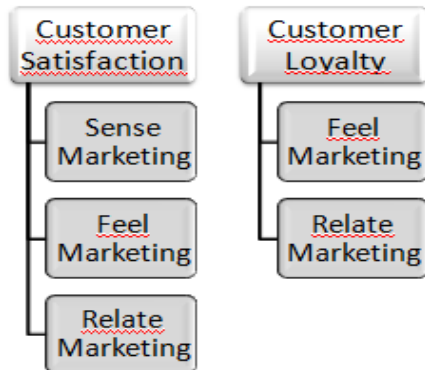 Customer
Satisfaction
Sense
Marketing
Feel
Marketing
Relate
Marketing
Customer
Loyalty
Feel
Marketing
Relate
Marketing